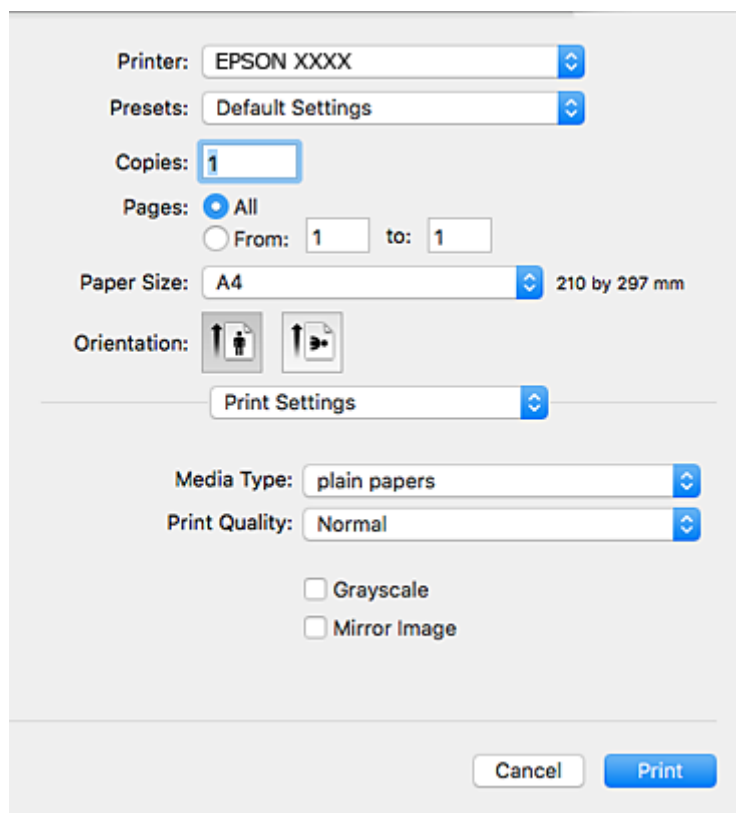 Printer: EPSON XXXX
Presets: Default Settings
Copies: 1
Pages: All
From: 1 to: 1
Paper Size: A4 210 by 297 mm
Orientation:
Print Settings
Media Type: plain papers
Print Quality: Normal
Grayscale
Mirror Image
Cancel Print